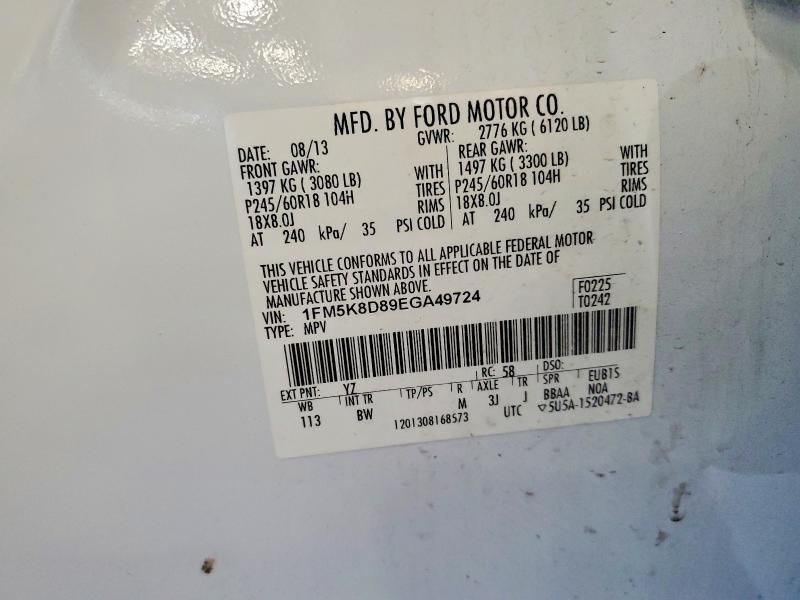 MFD. BY FORD MOTOR CO.
DATE: 08/13 GVWR: 2776 KG ( 6120 LB)
FRONT GAWR: REAR GAWR:
1397 KG ( 3080 LB) WITH 1497 KG ( 3300 LB) WITH
P245/60R18 104H TIRES P245/60R18 104H TIRES
18X8.0J RIMS 18X8.0J RIMS
AT 240 kPa/ 35 PSI COLD AT 240 kPa/ 35 PSI COLD
THIS VEHICLE CONFORMS TO ALL APPLICABLE FEDERAL MOTOR
VEHICLE SAFETY STANDARDS IN EFFECT ON THE DATE OF
MANUFACTURE SHOWN ABOVE.
VIN: 1FM5K8D89EGA49724 F0225
TYPE: MPV T0242
EXT PNT: YZ RC: 58 DSO:
WB INT TR TP/PS R AXLE TR SPR EUB1S
113 BW M 3J J BBAA N0A
1201308168573 UTC ▽5U5A-1520472-BA